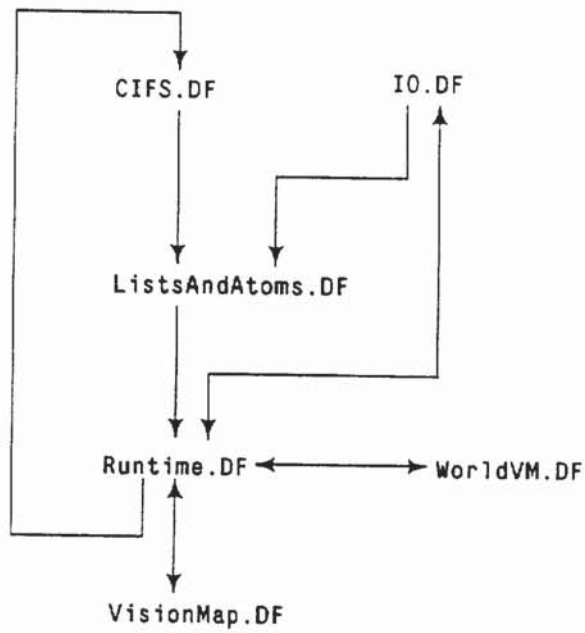 CIFS.DF
IO.DF
ListsAndAtoms.DF
Runtime.DF
WorldVM.DF
VisionMap.DF